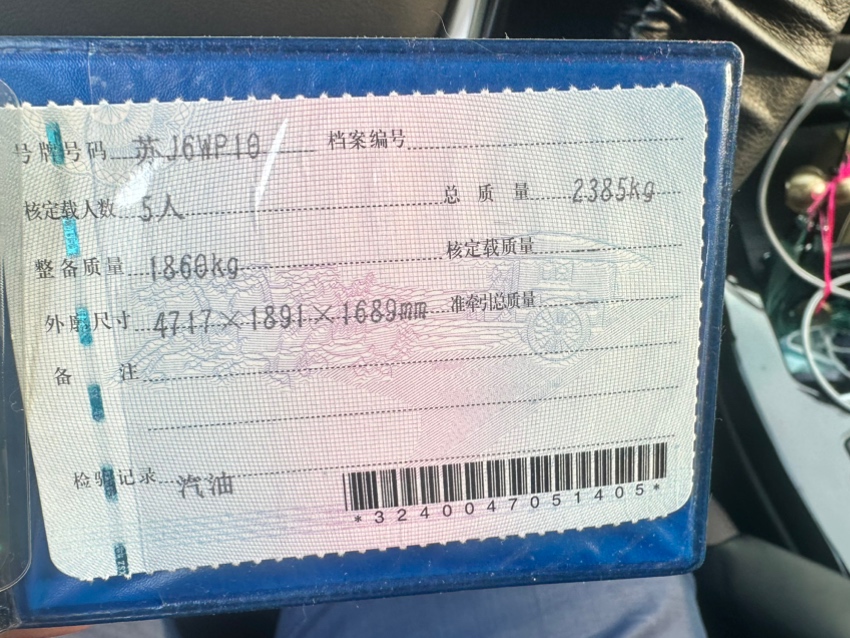 号牌号码 苏J6WP10 档案编号
核定载人数 5人 总质量 2385kg
整备质量 1860kg 核定载质量 --
外廓尺寸 4717×1891×1689mm 准牵引总质量 --
备注
检验记录 汽油
*3240047051405*